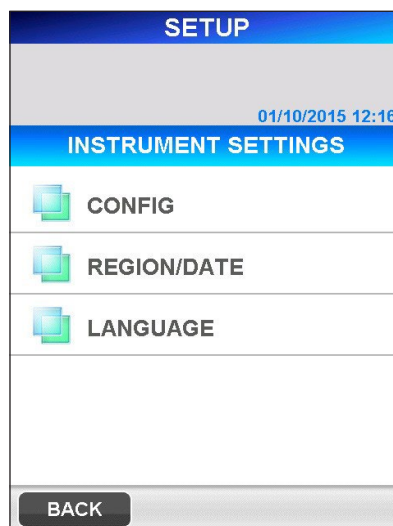 SETUP
01/10/2015 12:16
INSTRUMENT SETTINGS
CONFIG
REGION/DATE
LANGUAGE
BACK